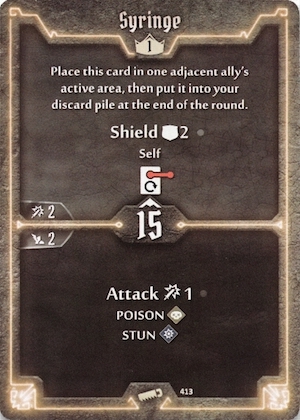 Syringe
1
Place this card in one adjacent ally's
active area, then put it into your
discard pile at the end of the round.
Shield 2
Self
2
15
2
Attack 1
POISON
STUN
413